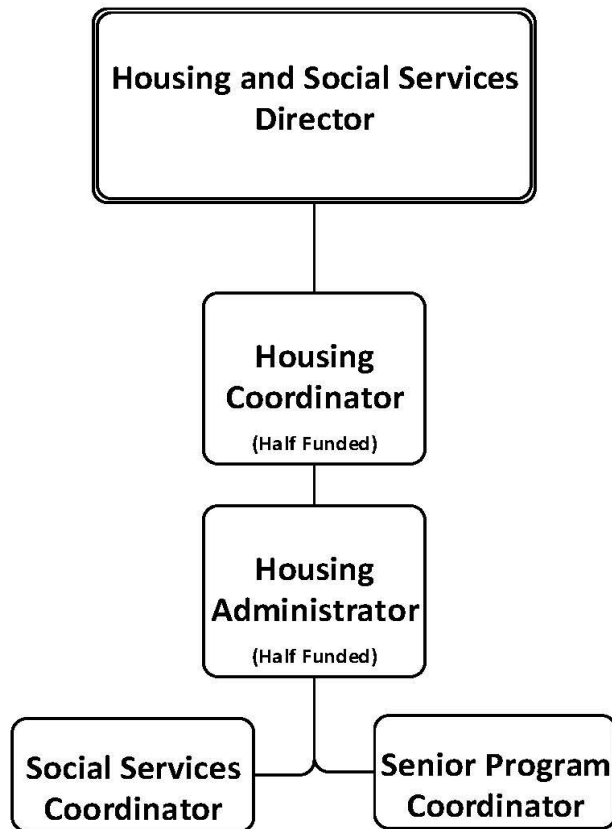 Housing and Social Services
Director
Housing
Coordinator
(Half Funded)
Housing
Administrator
(Half Funded)
Social Services
Coordinator
Senior Program
Coordinator